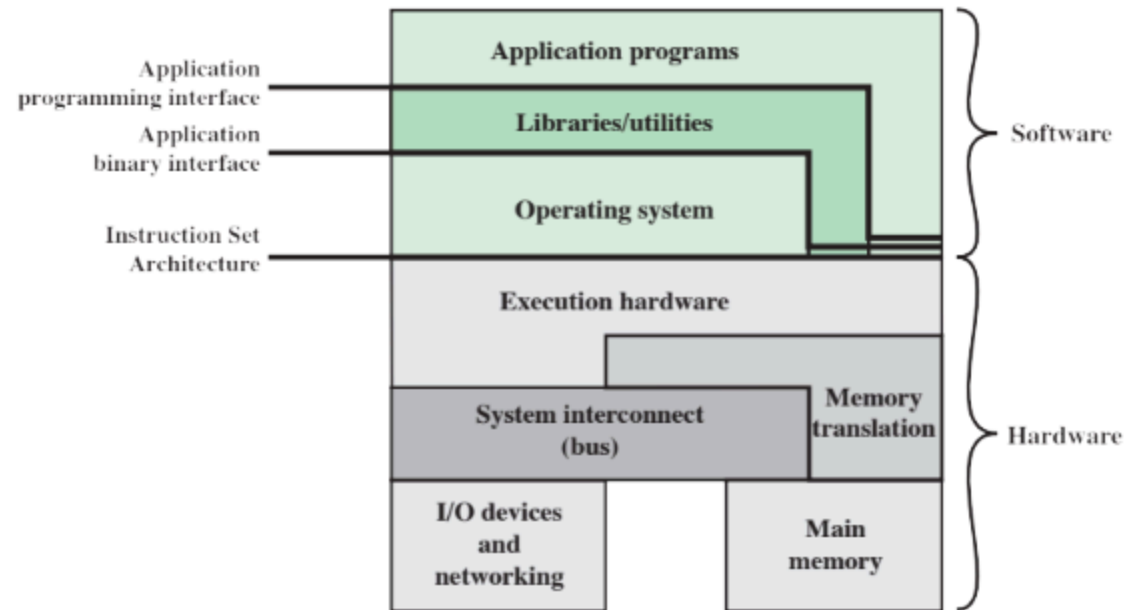 Application programs
Application
programming interface
Libraries/utilities
Application
binary interface
Software
Operating system
Instruction Set
Architecture
Execution hardware
Memory
translation
System interconnect
(bus)
Hardware
I/O devices
and
networking
Main
memory